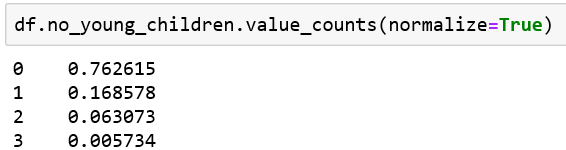 df.no_young_children.value_counts(normalize=True)
0 0.762615
1 0.168578
2 0.063073
3 0.005734